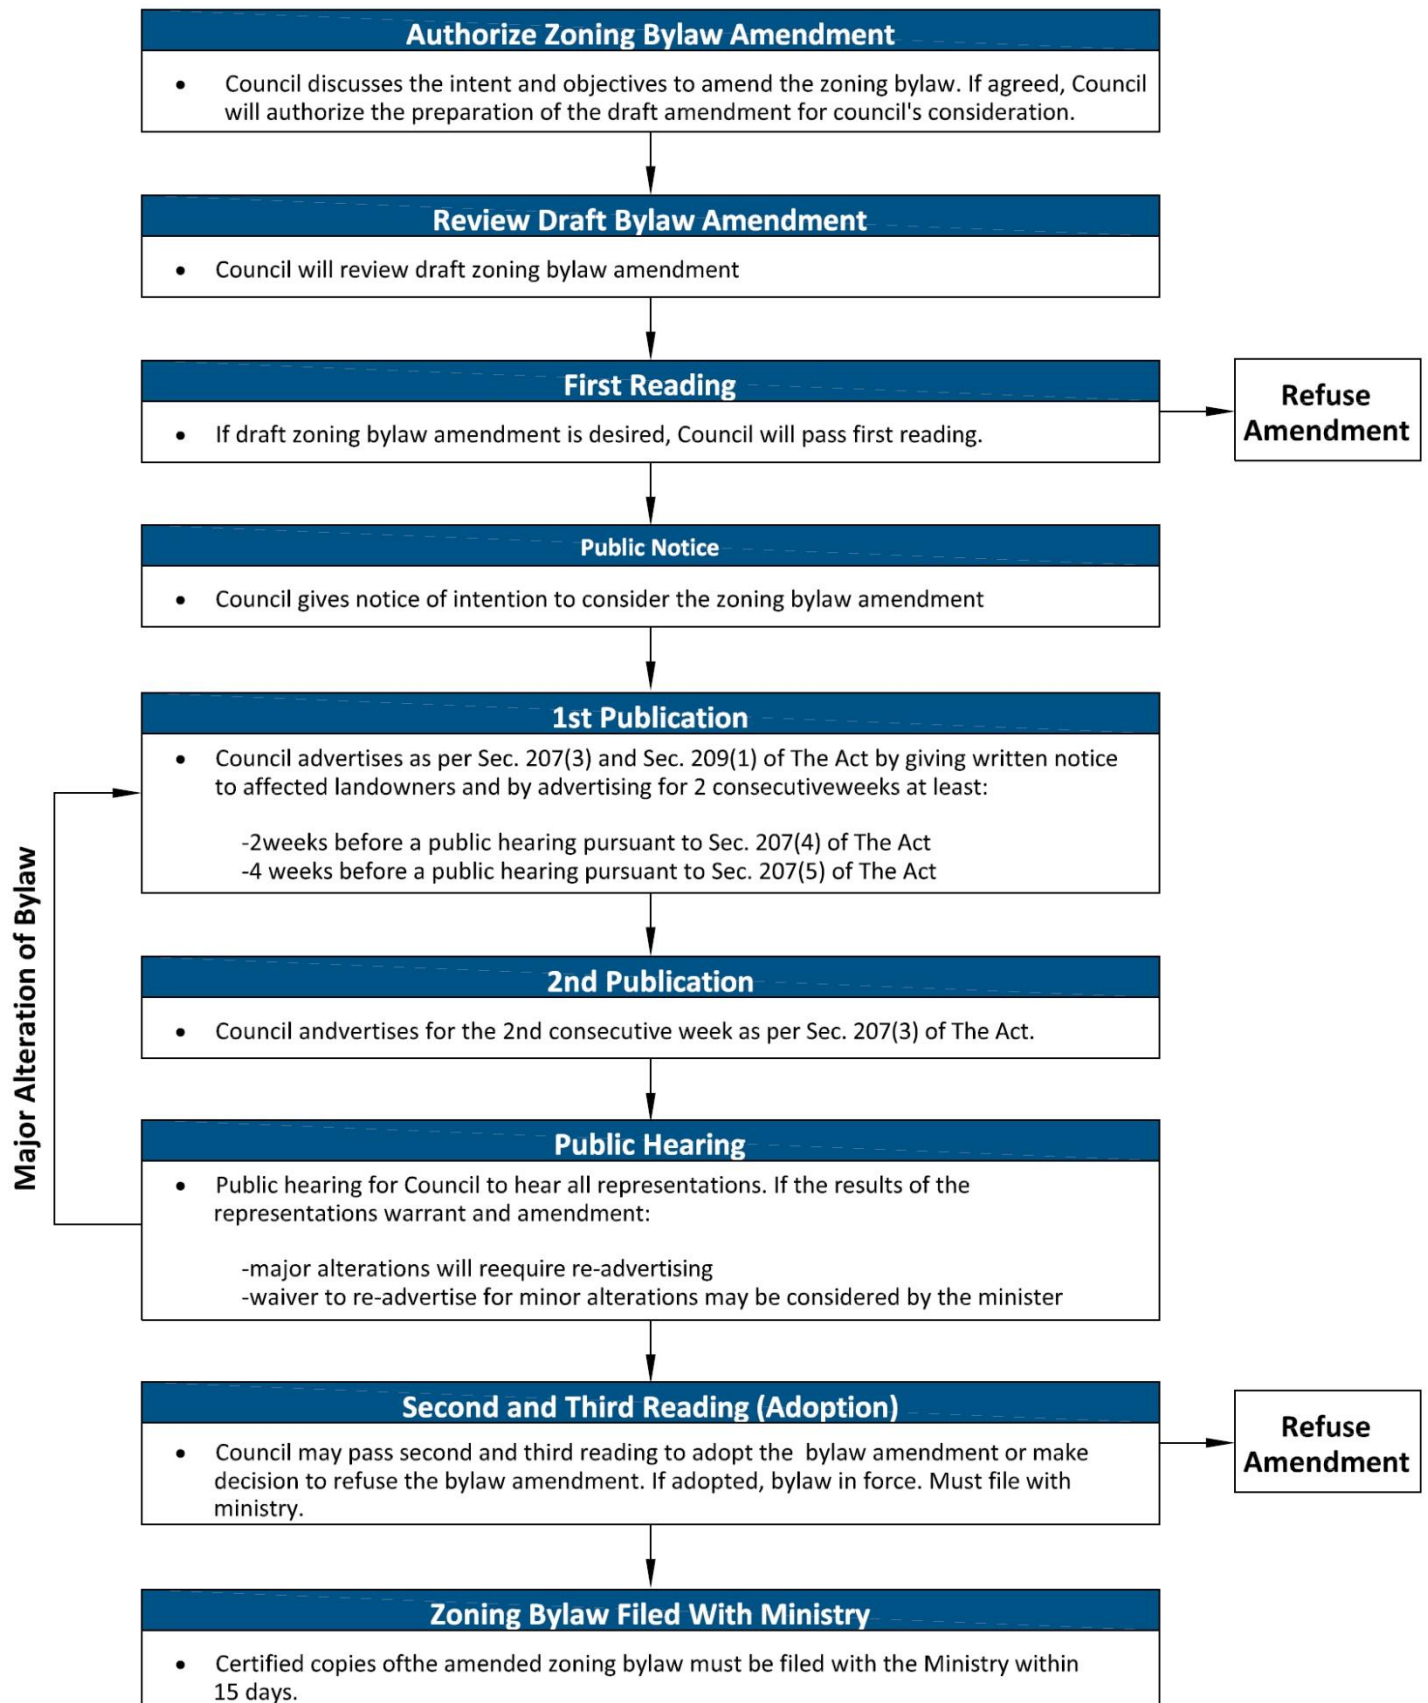 Authorize Zoning Bylaw Amendment
• Council discusses the intent and objectives to amend the zoning bylaw. If agreed, Council
will authorize the preparation of the draft amendment for council's consideration.
Review Draft Bylaw Amendment
• Council will review draft zoning bylaw amendment
First Reading
• If draft zoning bylaw amendment is desired, Council will pass first reading.
Refuse
Amendment
Public Notice
• Council gives notice of intention to consider the zoning bylaw amendment
1st Publication
• Council advertises as per Sec. 207(3) and Sec. 209(1) of The Act by giving written notice
to affected landowners and by advertising for 2 consecutiveweeks at least:
-2weeks before a public hearing pursuant to Sec. 207(4) of The Act
-4 weeks before a public hearing pursuant to Sec. 207(5) of The Act
Major Alteration of Bylaw
2nd Publication
• Council andvertises for the 2nd consecutive week as per Sec. 207(3) of The Act.
Public Hearing
• Public hearing for Council to hear all representations. If the results of the
representations warrant and amendment:
-major alterations will reequire re-advertising
-waiver to re-advertise for minor alterations may be considered by the minister
Second and Third Reading (Adoption)
• Council may pass second and third reading to adopt the bylaw amendment or make
decision to refuse the bylaw amendment. If adopted, bylaw in force. Must file with
ministry.
Refuse
Amendment
Zoning Bylaw Filed With Ministry
• Certified copies ofthe amended zoning bylaw must be filed with the Ministry within
15 days.